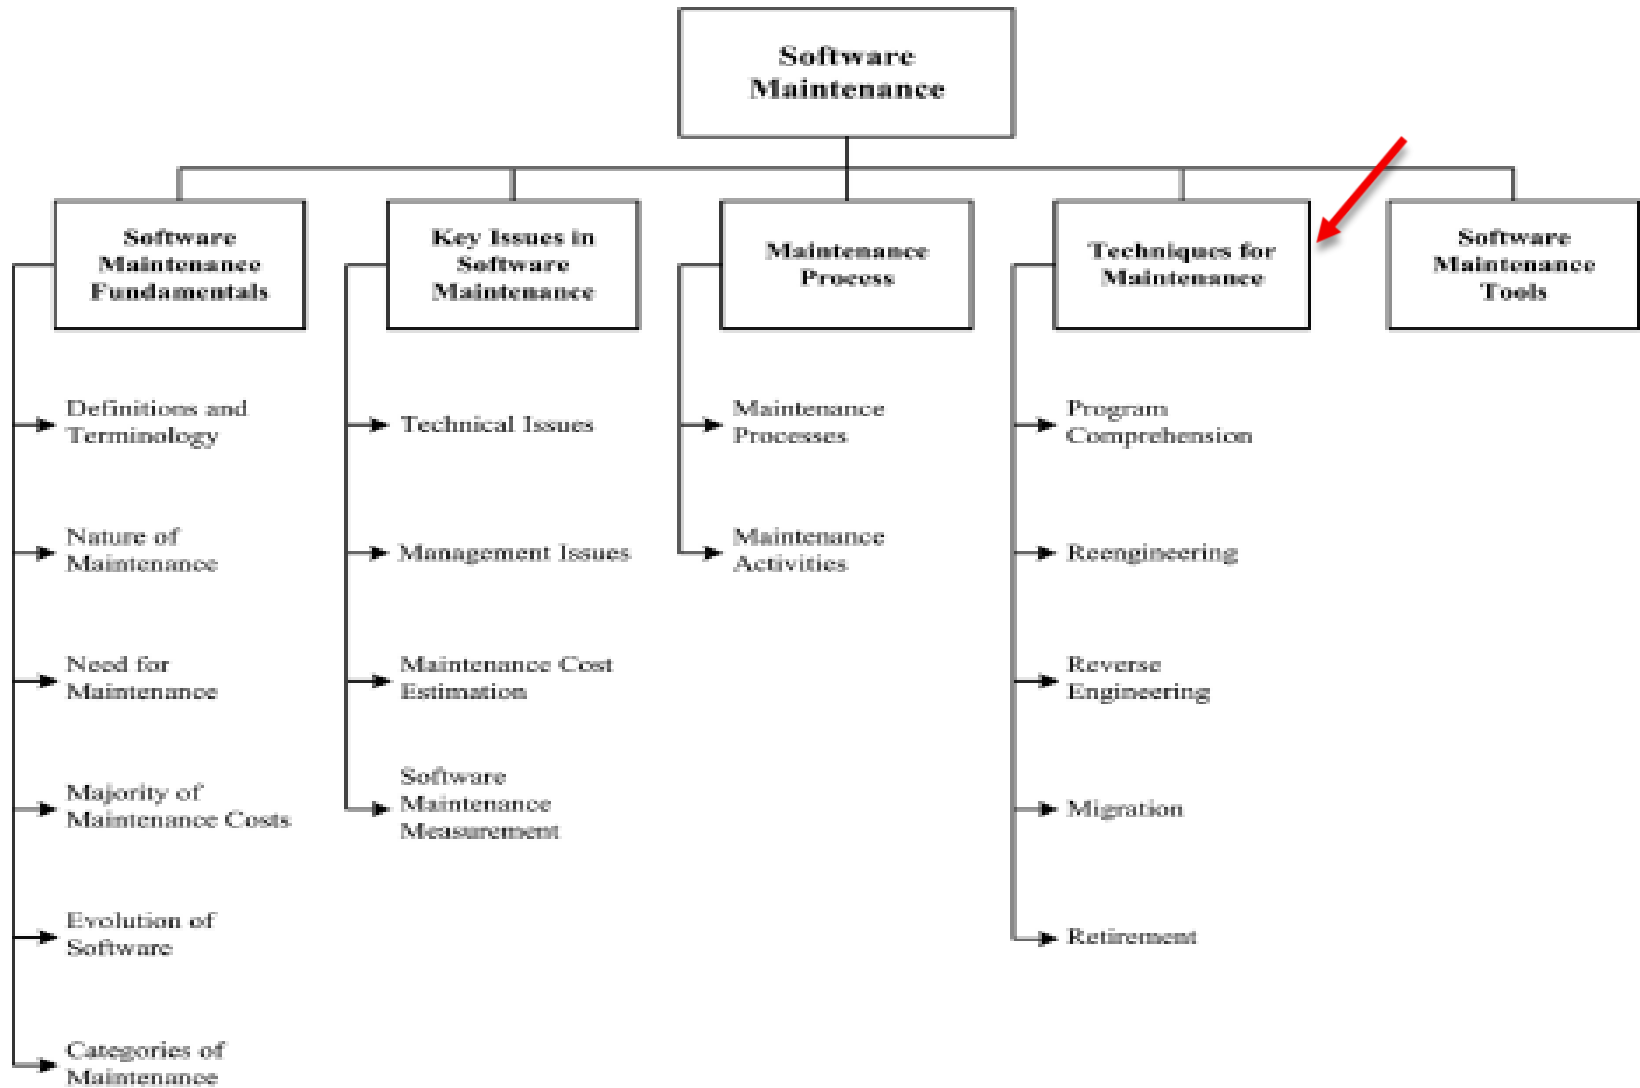 Software
Maintenance
Software
Maintenance
Fundamentals
Key Issues in
Software
Maintenance
Maintenance
Process
Techniques for
Maintenance
Software
Maintenance
Tools
Definitions and
Terminology
Nature of
Maintenance
Need for
Maintenance
Majority of
Maintenance Costs
Evolution of
Software
Categories of
Maintenance
Technical Issues
Management Issues
Maintenance Cost
Estimation
Software
Maintenance
Measurement
Maintenance
Processes
Maintenance
Activities
Program
Comprehension
Reengineering
Reverse
Engineering
Migration
Retirement